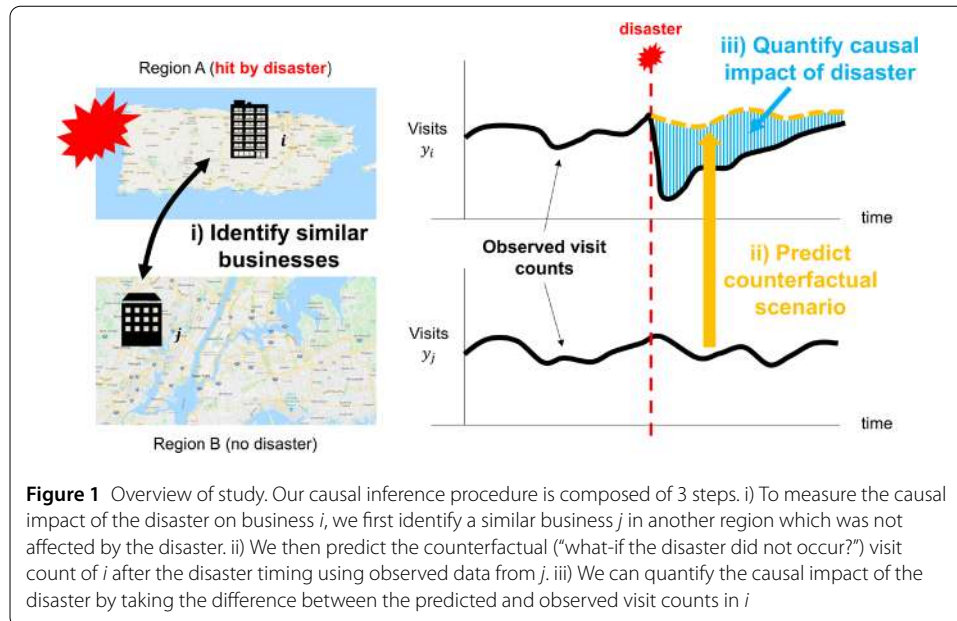 disaster
iii) Quantify causal
impact of disaster
Region A (hit by disaster)
i
Visits
y_i
time
i) Identify similar
businesses
Observed visit
counts
ii) Predict
counterfactual
scenario
j
Visits
y_j
time
Region B (no disaster)
Figure 1 Overview of study. Our causal inference procedure is composed of 3 steps. i) To measure the causal
impact of the disaster on business i, we first identify a similar business j in another region which was not
affected by the disaster. ii) We then predict the counterfactual (“what-if the disaster did not occur?”) visit
count of i after the disaster timing using observed data from j. iii) We can quantify the causal impact of the
disaster by taking the difference between the predicted and observed visit counts in i